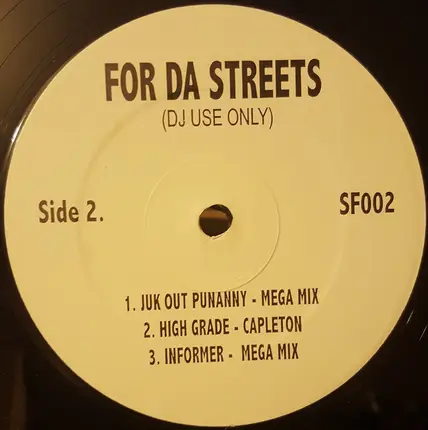 FOR DA STREETS
(DJ USE ONLY)
Side 2.
SF002
1. JUK OUT PUNANNY - MEGA MIX
2. HIGH GRADE - CAPLETON
3. INFORMER - MEGA MIX